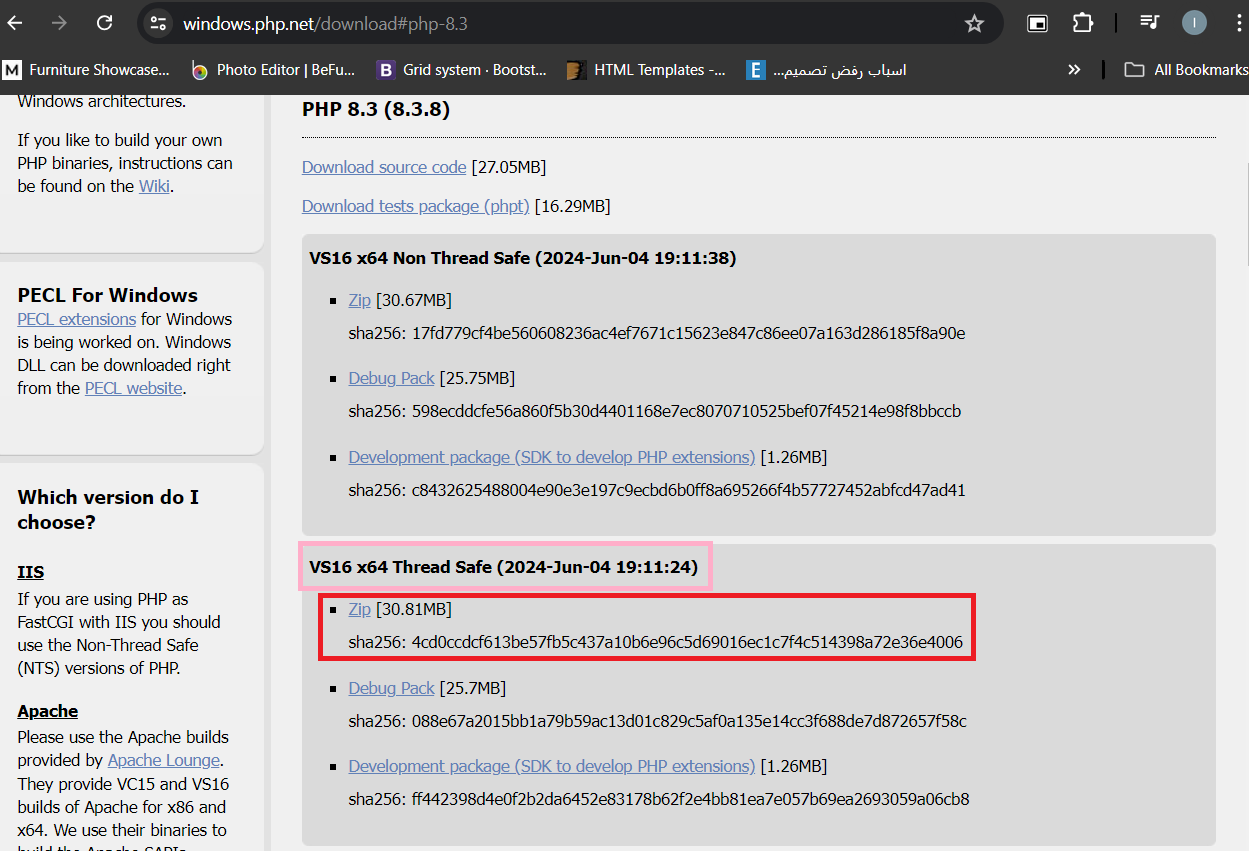 windows.php.net/download#php-8.3
I
M Furniture Showcase...
Photo Editor | BeFu...
B Grid system · Bootst...
HTML Templates -...
E اسباب رفض تصميم...
»
All Bookmarks
Windows architectures.
If you like to build your own
PHP binaries, instructions can
be found on the Wiki.
PECL For Windows
PECL extensions for Windows
is being worked on. Windows
DLL can be downloaded right
from the PECL website.
Which version do I
choose?
IIS
If you are using PHP as
FastCGI with IIS you should
use the Non-Thread Safe
(NTS) versions of PHP.
Apache
Please use the Apache builds
provided by Apache Lounge.
They provide VC15 and VS16
builds of Apache for x86 and
x64. We use their binaries to
build the Apache SAPIs.
PHP 8.3 (8.3.8)
Download source code [27.05MB]
Download tests package (phpt) [16.29MB]
VS16 x64 Non Thread Safe (2024-Jun-04 19:11:38)
Zip [30.67MB]
sha256: 17fd779cf4be560608236ac4ef7671c15623e847c86ee07a163d286185f8a90e
Debug Pack [25.75MB]
sha256: 598ecddcfe56a860f5b30d4401168e7ec8070710525bef07f45214e98f8bbccb
Development package (SDK to develop PHP extensions) [1.26MB]
sha256: c8432625488004e90e3e197c9ecbd6b0ff8a695266f4b57727452abfcd47ad41
VS16 x64 Thread Safe (2024-Jun-04 19:11:24)
Zip [30.81MB]
sha256: 4cd0ccdcf613be57fb5c437a10b6e96c5d69016ec1c7f4c514398a72e36e4006
Debug Pack [25.7MB]
sha256: 088e67a2015bb1a79b59ac13d01c829c5af0a135e14cc3f688de7d872657f58c
Development package (SDK to develop PHP extensions) [1.26MB]
sha256: ff442398d4e0f2b2da6452e83178b62f2e4bb81ea7e057b69ea2693059a06cb8